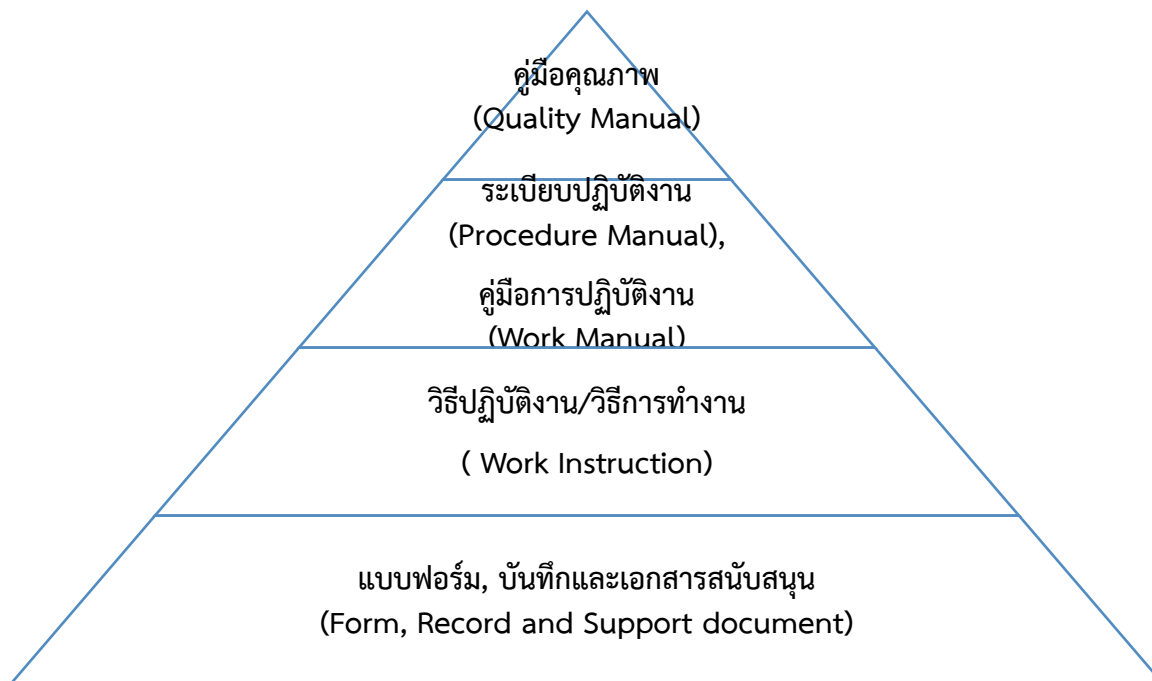 คู่มือคุณภาพ
(Quality Manual)
ระเบียบปฏิบัติงาน
(Procedure Manual),
คู่มือการปฏิบัติงาน
(Work Manual)
วิธีปฏิบัติงาน/วิธีการทำงาน
( Work Instruction)
แบบฟอร์ม, บันทึกและเอกสารสนับสนุน
(Form, Record and Support document)